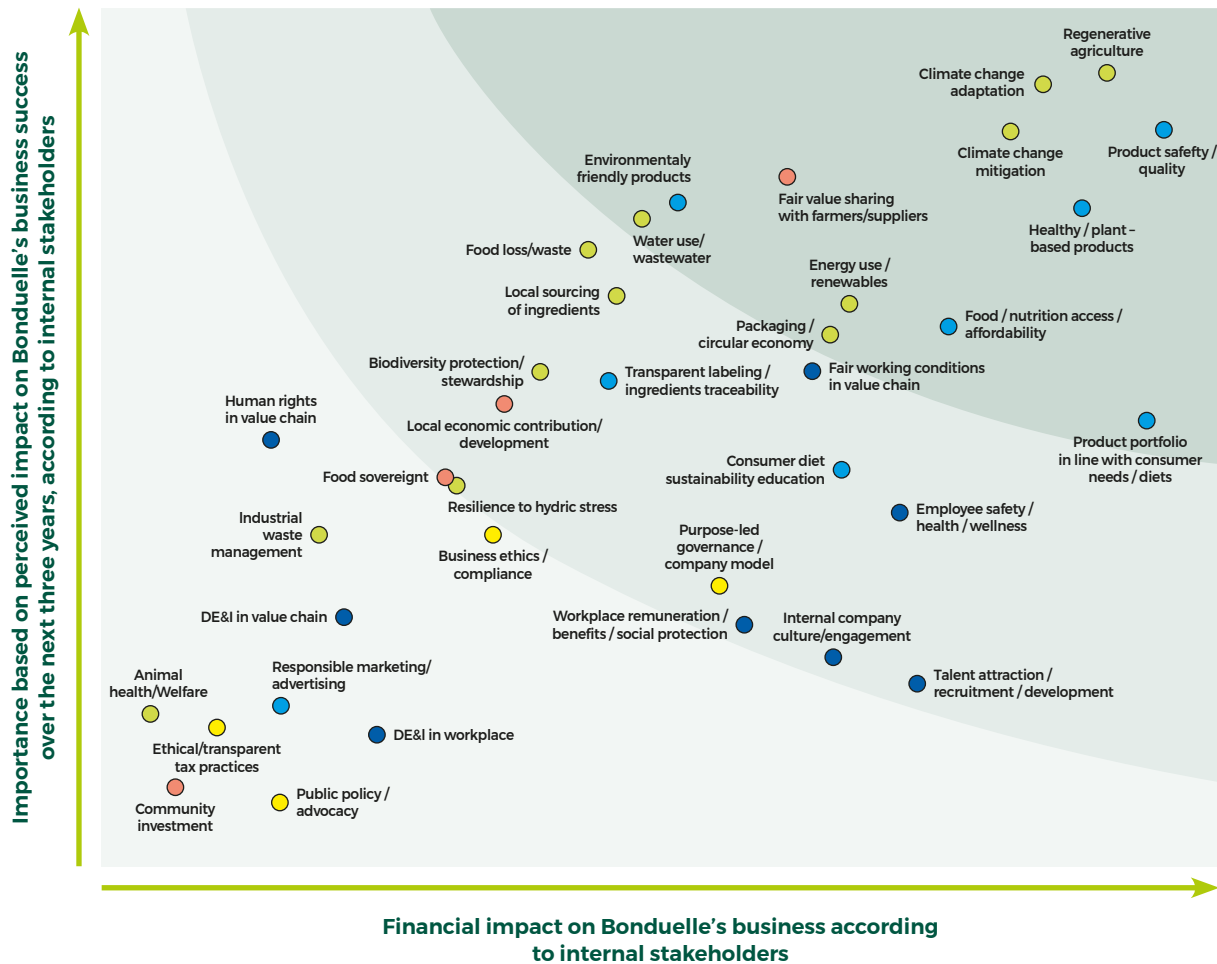 Importance based on perceived impact on Bonduelle's business success
over the next three years, according to internal stakeholders
Regenerative
agriculture
Climate change
adaptation
Climate change
mitigation
Product safefty /
quality
Environmentaly
friendly products
Fair value sharing
with farmers/suppliers
Healthy / plant –
based products
Water use/
wastewater
Food loss/waste
Energy use /
renewables
Local sourcing
of ingredients
Packaging /
circular economy
Food / nutrition access /
affordability
Biodiversity protection/
stewardship
Transparent labeling /
ingredients traceability
Fair working conditions
in value chain
Human rights
in value chain
Local economic contribution/
development
Product portfolio
in line with consumer
needs / diets
Consumer diet
sustainability education
Food sovereignt
Resilience to hydric stress
Industrial
waste
management
Business ethics /
compliance
Employee safety /
health / wellness
Purpose-led
governance /
company model
DE&I in value chain
Workplace remuneration /
benefits / social protection
Internal company
culture/engagement
Talent attraction /
recruitment / development
Animal
health/Welfare
Responsible marketing/
advertising
Ethical/transparent
tax practices
DE&I in workplace
Community
investment
Public policy /
advocacy
Financial impact on Bonduelle's business according
to internal stakeholders